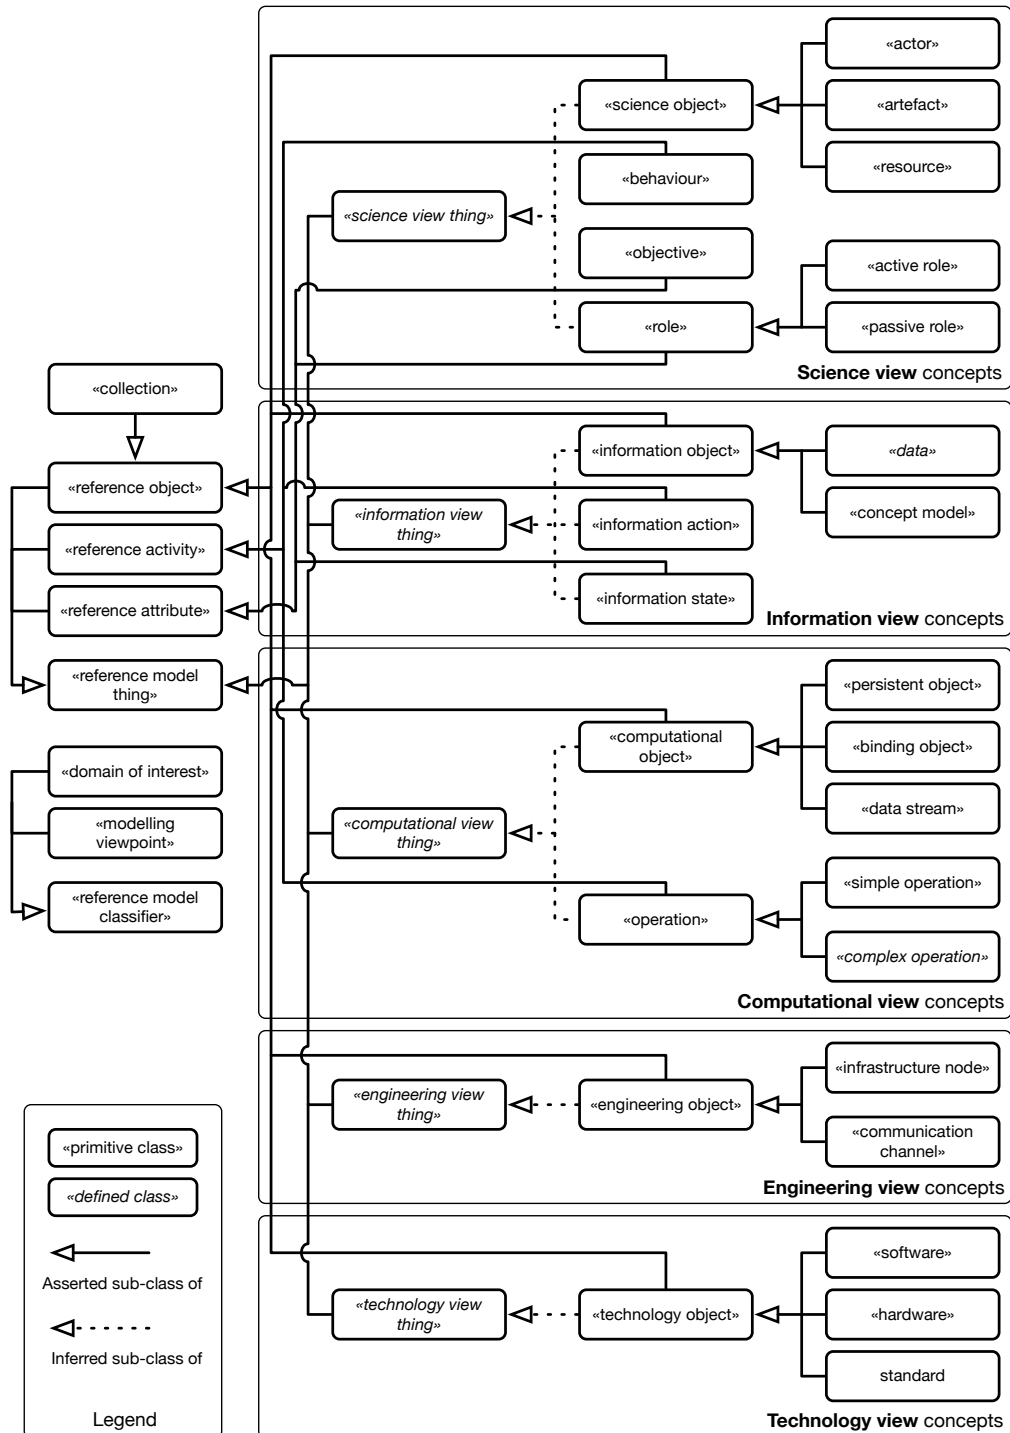 «actor»
«science object»
«artefact»
«behaviour»
«resource»
«science view thing»
«objective»
«active role»
«role»
«passive role»
Science view concepts
«collection»
«reference object»
«reference activity»
«reference attribute»
«reference model
thing»
«domain of interest»
«modelling
viewpoint»
«reference model
classifier»
«information object»
«data»
«information view
thing»
«information action»
«concept model»
«information state»
Information view concepts
«persistent object»
«computational
object»
«binding object»
«data stream»
«computational view
thing»
«simple operation»
«operation»
«complex operation»
Computational view concepts
«infrastructure node»
«engineering view
thing»
«engineering object»
«communication
channel»
Engineering view concepts
«software»
«technology view
thing»
«technology object»
«hardware»
standard
Technology view concepts
«primitive class»
«defined class»
Asserted sub-class of
Inferred sub-class of
Legend